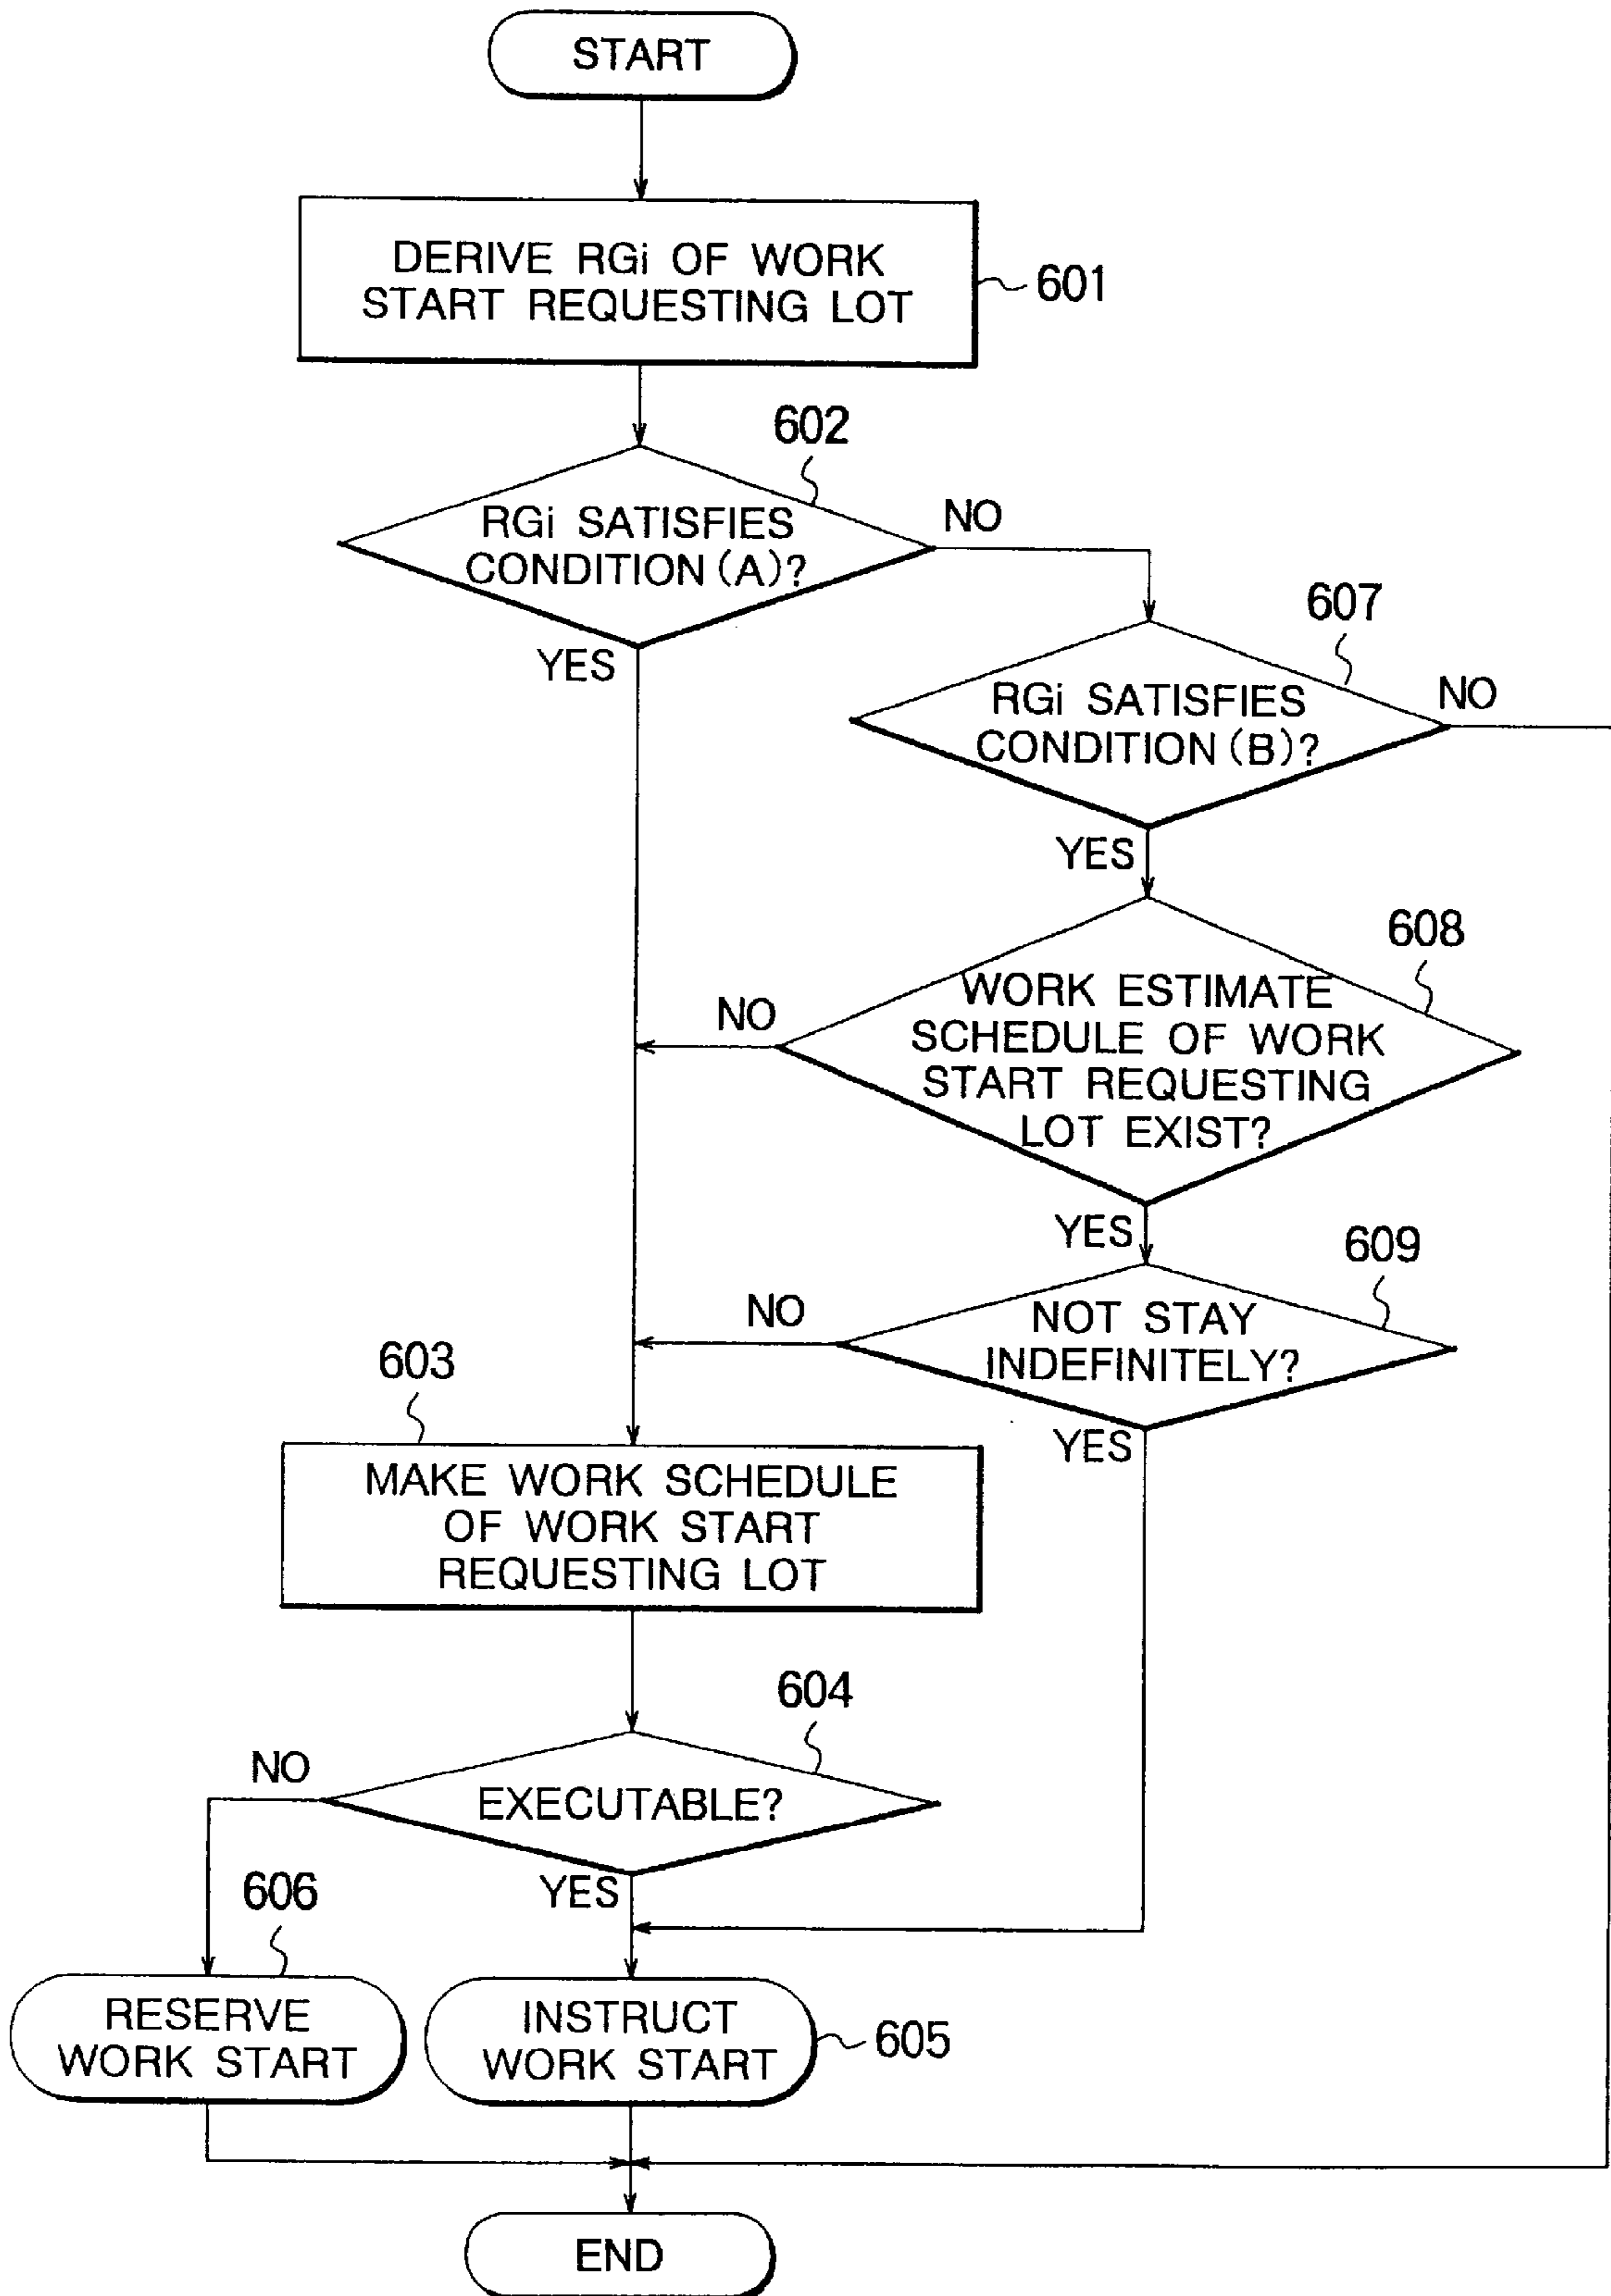 START
DERIVE RGi OF WORK
START REQUESTING LOT
601
602
RGi SATISFIES
CONDITION (A)?
NO
YES
607
RGi SATISFIES
CONDITION (B)?
NO
YES
608
WORK ESTIMATE
SCHEDULE OF WORK
START REQUESTING
LOT EXIST?
NO
YES
609
NOT STAY
INDEFINITELY?
NO
YES
603
MAKE WORK SCHEDULE
OF WORK START
REQUESTING LOT
604
EXECUTABLE?
NO
YES
606
RESERVE
WORK START
INSTRUCT
WORK START
605
END